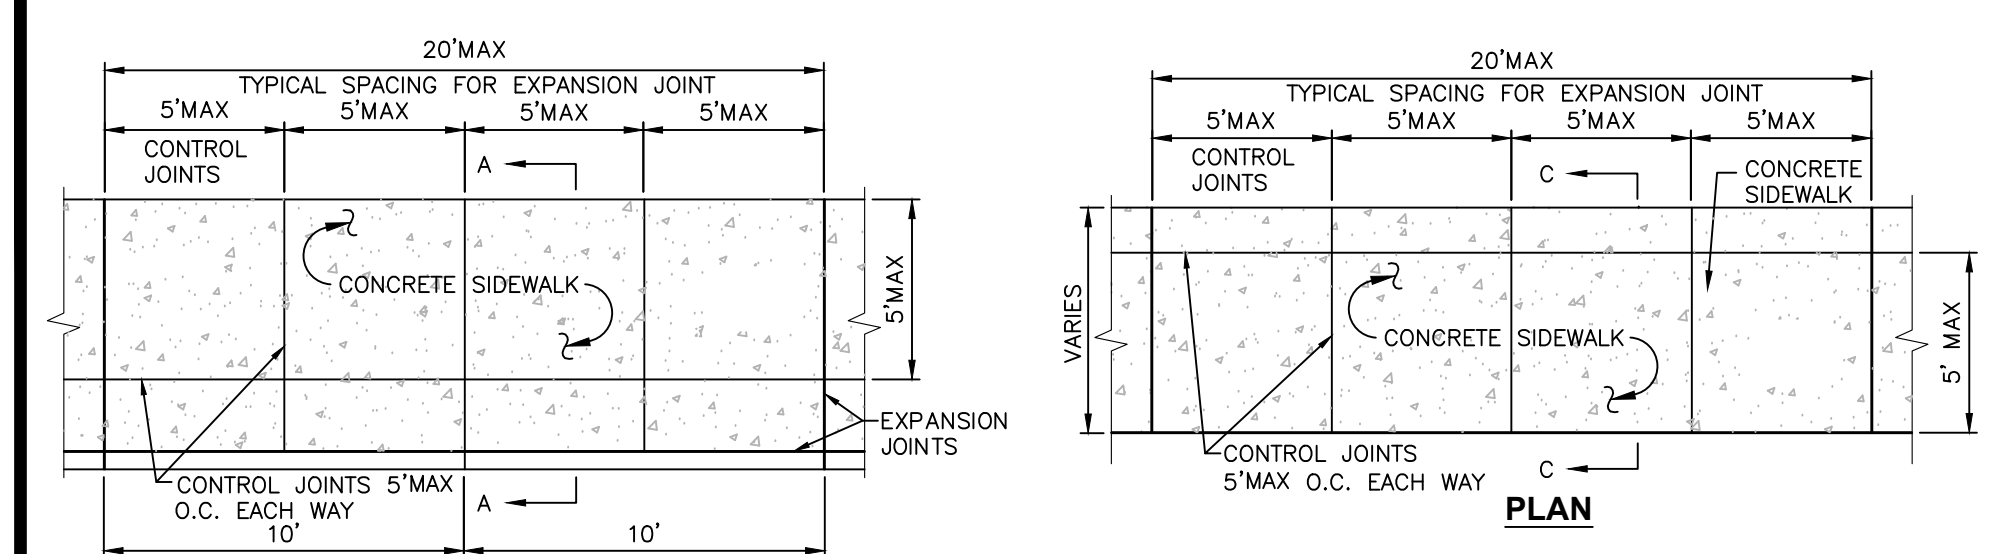 20'MAX
TYPICAL SPACING FOR EXPANSION JOINT
5'MAX 5'MAX 5'MAX 5'MAX
CONTROL
JOINTS
A
CONCRETE SIDEWALK
5'MAX
EXPANSION
JOINTS
CONTROL JOINTS 5'MAX
O.C. EACH WAY
A
10' 10'
20'MAX
TYPICAL SPACING FOR EXPANSION JOINT
5'MAX 5'MAX 5'MAX 5'MAX
CONTROL
JOINTS
C
CONCRETE
SIDEWALK
VARIES
CONCRETE SIDEWALK
5' MAX
CONTROL JOINTS
5'MAX O.C. EACH WAY
C
PLAN